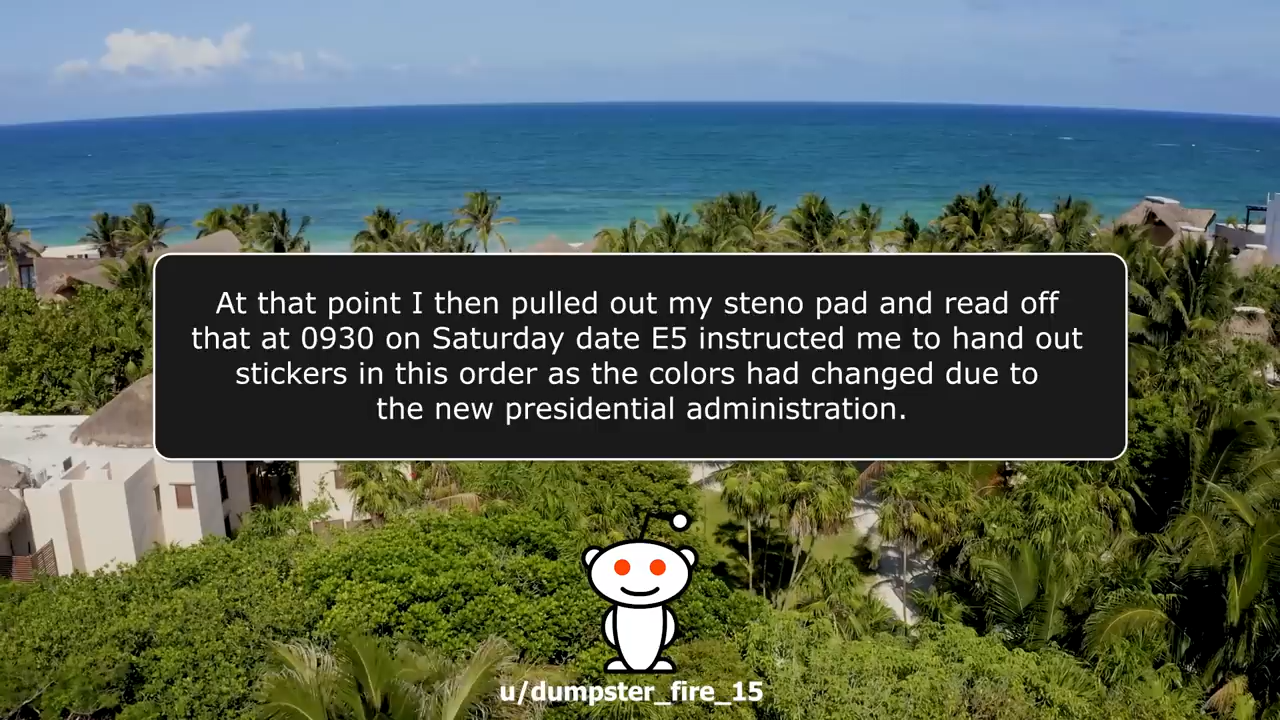 At that point I then pulled out my steno pad and read off
that at 0930 on Saturday date E5 instructed me to hand out
stickers in this order as the colors had changed due to
the new presidential administration.
u/dumpster_fire_15